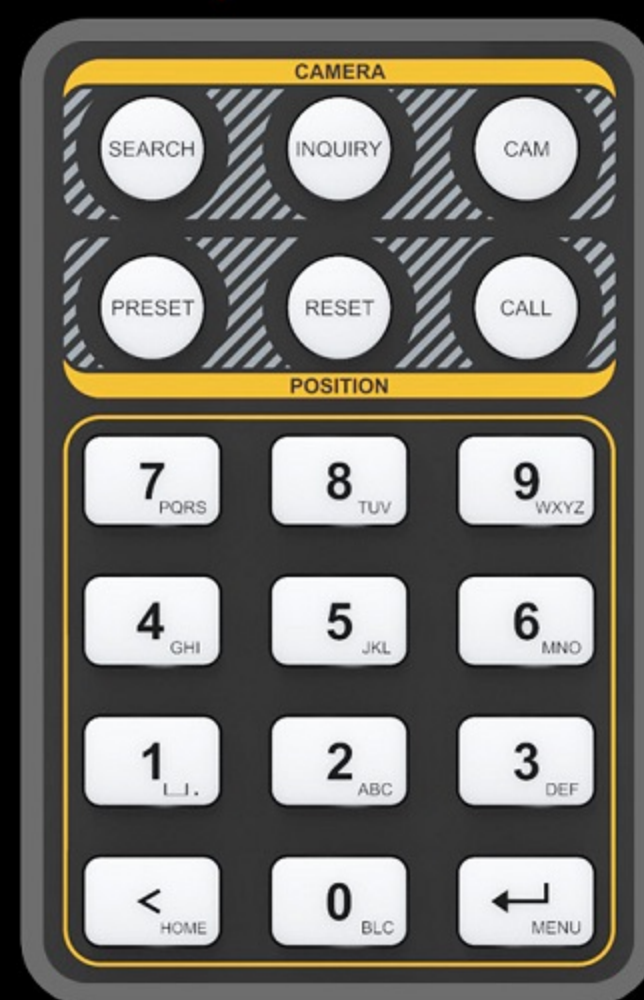 CAMERA
SEARCH INQUIRY CAM
PRESET RESET CALL
POSITION
7 PQRS 8 TUV 9 WXYZ
4 GHI 5 JKL 6 MNO
1 ⎵. 2 ABC 3 DEF
< HOME 0 BLC ↵ MENU